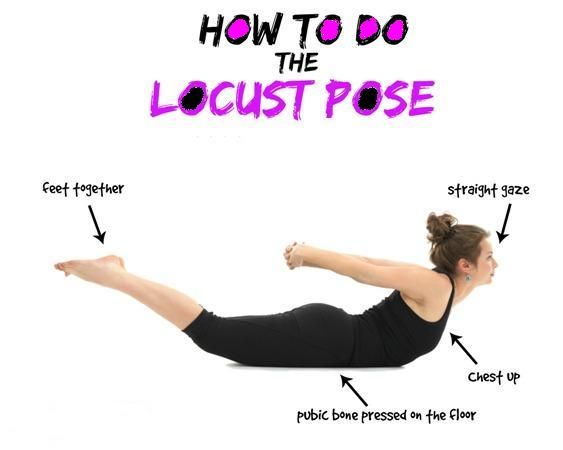 HOW TO DO
THE
LOCUST POSE
feet together
straight gaze
Chest up
pubic bone pressed on the floor